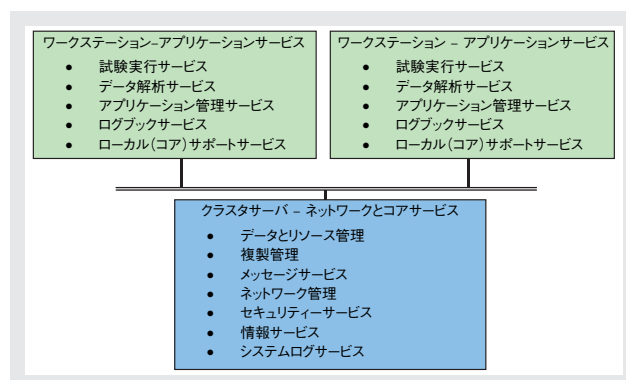 ワークステーション–アプリケーションサービス
• 試験実行サービス
• データ解析サービス
• アプリケーション管理サービス
• ログブックサービス
• ローカル（コア）サポートサービス
ワークステーション – アプリケーションサービス
• 試験実行サービス
• データ解析サービス
• アプリケーション管理サービス
• ログブックサービス
• ローカル（コア）サポートサービス
クラスタサーバ – ネットワークとコアサービス
• データとリソース管理
• 複製管理
• メッセージサービス
• ネットワーク管理
• セキュリティーサービス
• 情報サービス
• システムログサービス